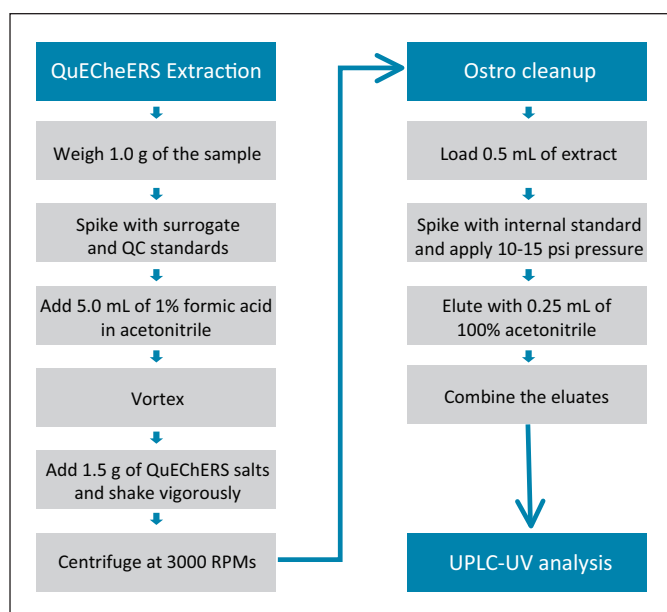 QuECheERS Extraction
Weigh 1.0 g of the sample
Spike with surrogate
and QC standards
Add 5.0 mL of 1% formic acid
in acetonitrile
Vortex
Add 1.5 g of QuEChERS salts
and shake vigorously
Centrifuge at 3000 RPMs
Ostro cleanup
Load 0.5 mL of extract
Spike with internal standard
and apply 10-15 psi pressure
Elute with 0.25 mL of
100% acetonitrile
Combine the eluates
UPLC-UV analysis